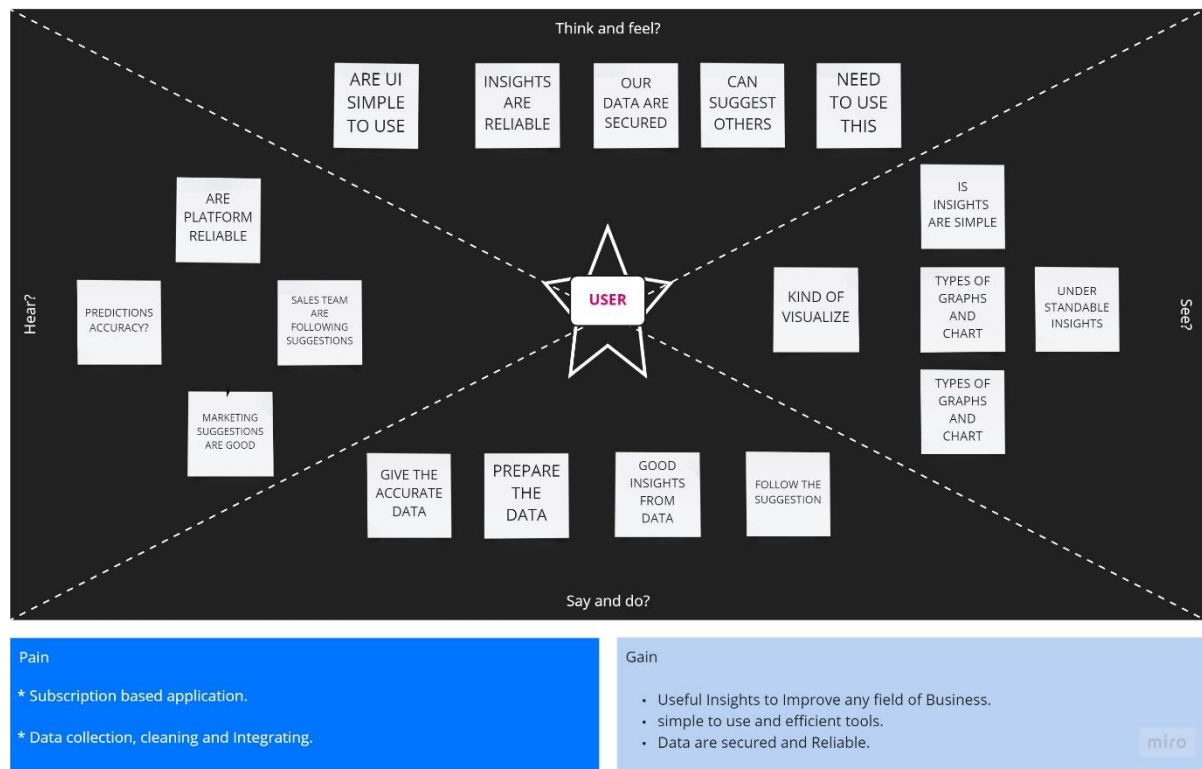 Think and feel?
ARE UI
SIMPLE
TO USE
INSIGHTS
ARE
RELIABLE
OUR
DATA ARE
SECURED
CAN
SUGGEST
OTHERS
NEED
TO USE
THIS
Hear?
ARE
PLATFORM
RELIABLE
PREDICTIONS
ACCURACY?
SALES TEAM
ARE
FOLLOWING
SUGGESTIONS
MARKETING
SUGGESTIONS
ARE GOOD
USER
See?
IS
INSIGHTS
ARE SIMPLE
KIND OF
VISUALIZE
TYPES OF
GRAPHS
AND
CHART
UNDER
STANDABLE
INSIGHTS
TYPES OF
GRAPHS
AND
CHART
GIVE THE
ACCURATE
DATA
PREPARE
THE
DATA
GOOD
INSIGHTS
FROM
DATA
FOLLOW THE
SUGGESTION
Say and do?
Pain
* Subscription based application.
* Data collection, cleaning and Integrating.
Gain
• Useful Insights to Improve any field of Business.
• simple to use and efficient tools.
• Data are secured and Reliable.
miro